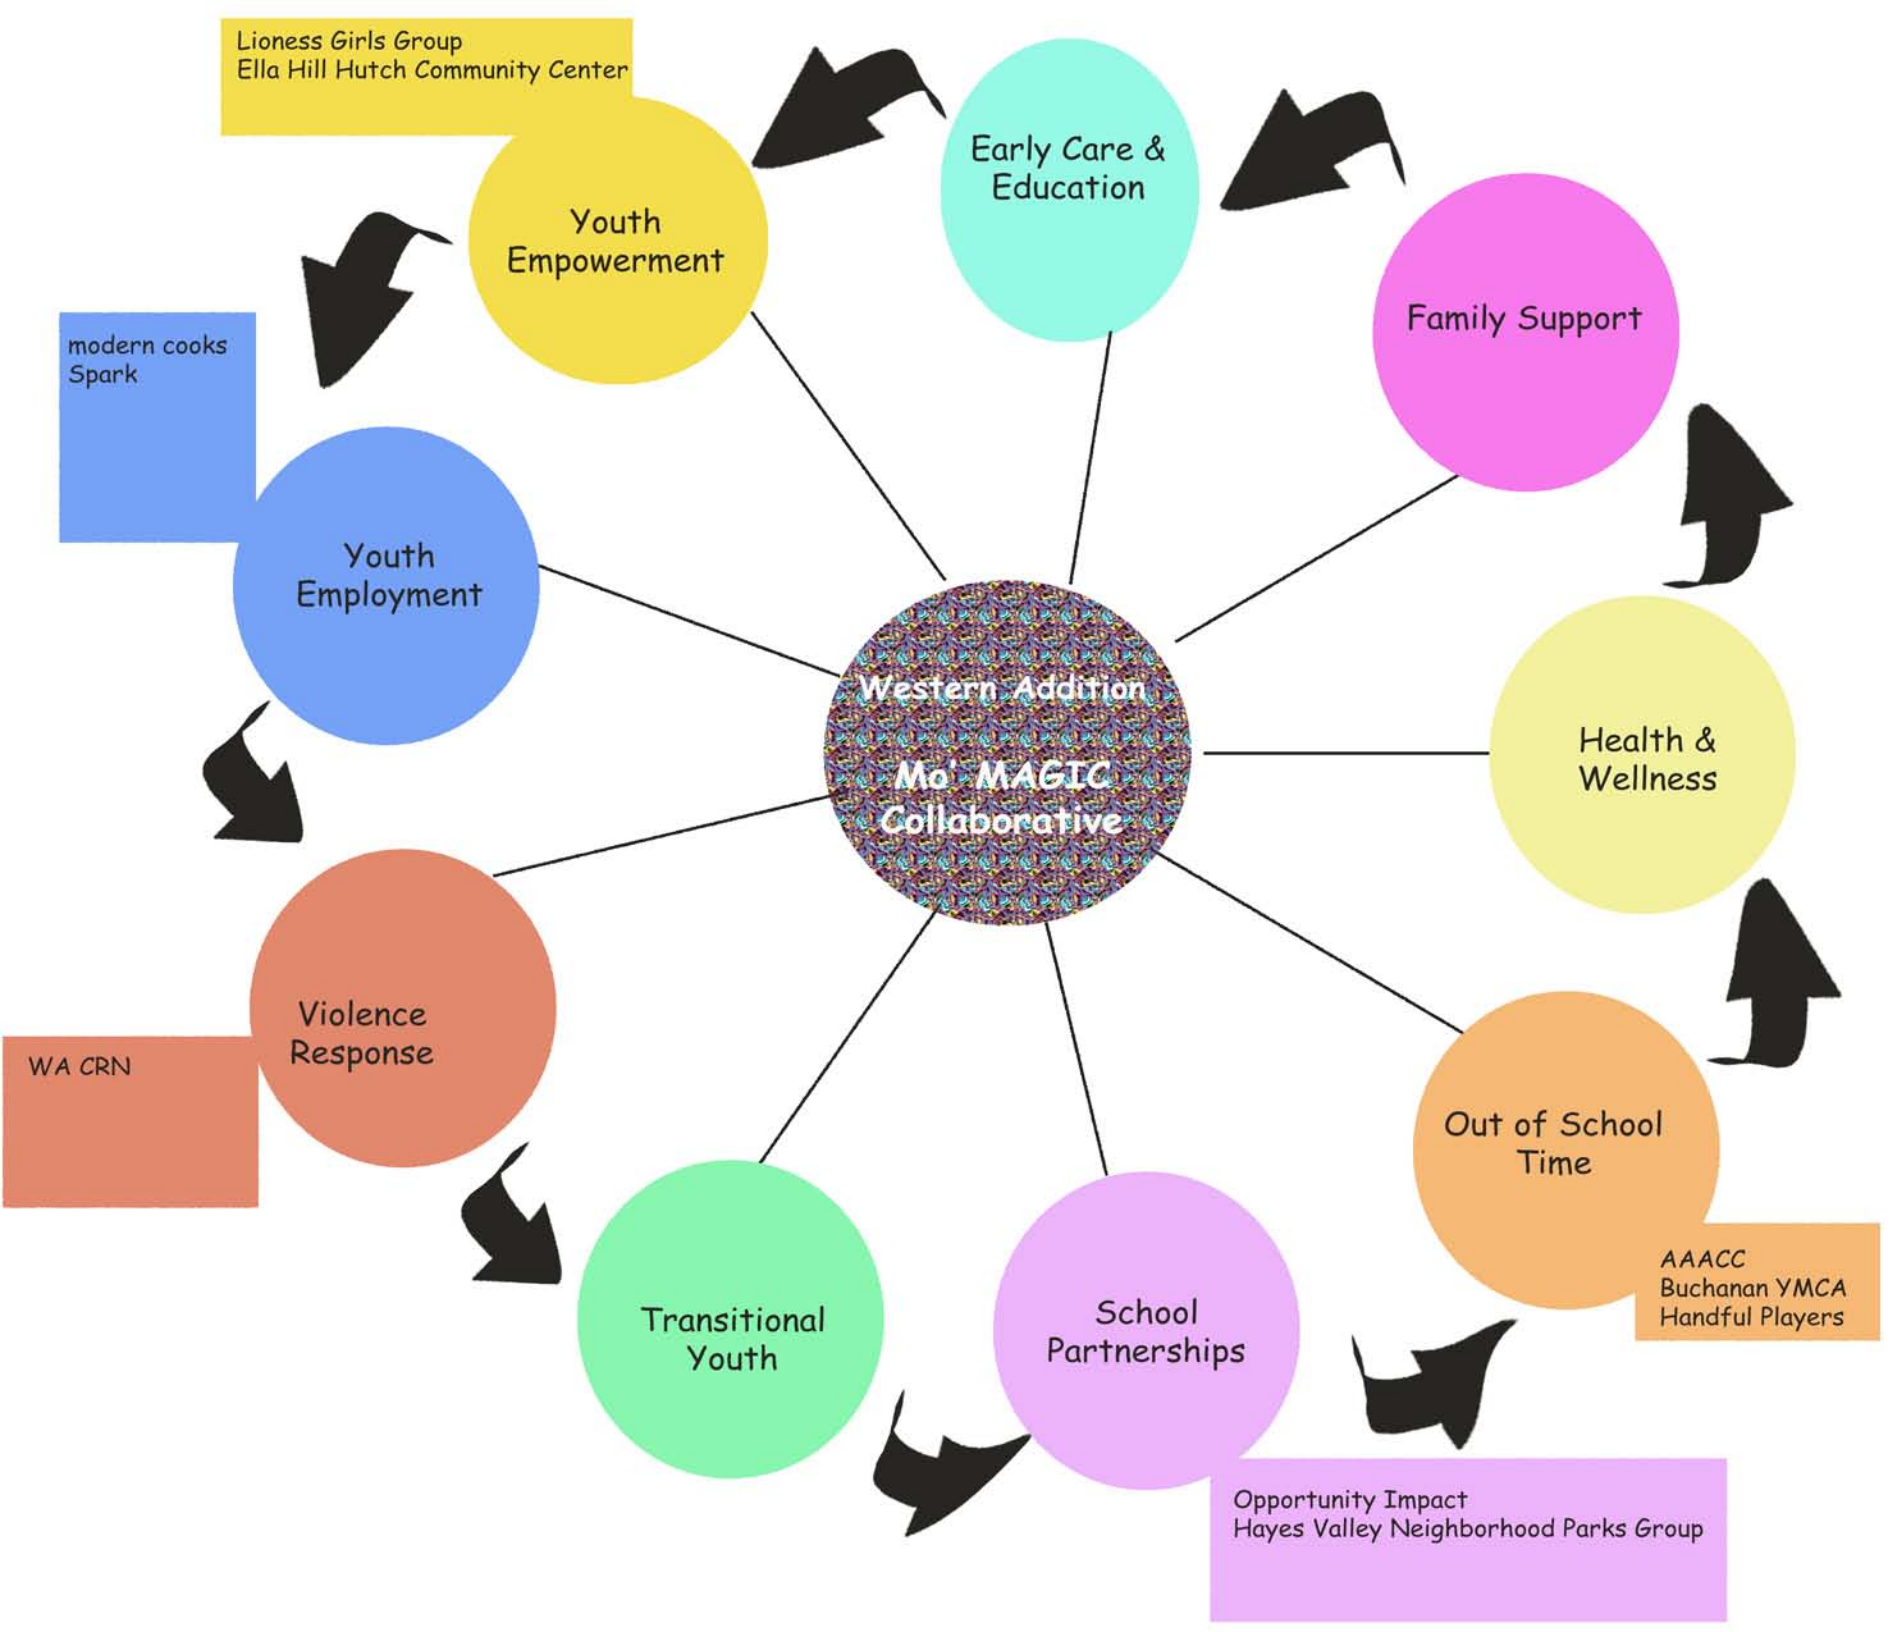 Lioness Girls Group
Ella Hill Hutch Community Center
Youth
Empowerment
Early Care &
Education
Family Support
modern cooks
Spark
Youth
Employment
Western Addition
Mo' MAGIC
Collaborative
Health &
Wellness
Violence
Response
WA CRN
Out of School
Time
AAACC
Buchanan YMCA
Handful Players
Transitional
Youth
School
Partnerships
Opportunity Impact
Hayes Valley Neighborhood Parks Group